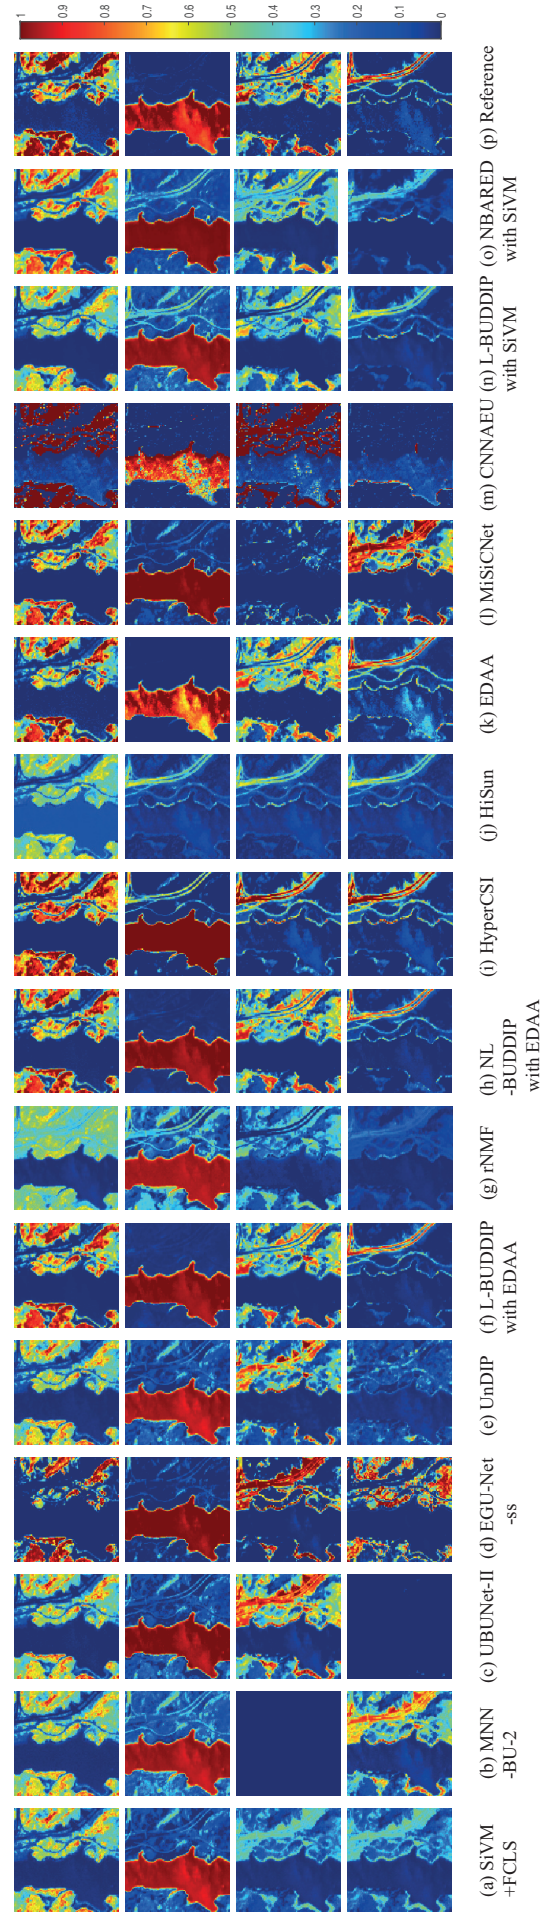 (a) SiVM
+FCLS
(b) MNN
-BU-2
(c) UBUNet-II
(d) EGU-Net
-ss
(e) UnDIP
(f) L-BUDDIP
with EDAA
(g) rNMF
(h) NL
-BUDDIP
with EDAA
(i) HyperCSI
(j) HiSun
(k) EDAA
(l) MiSiCNet
(m) CNNAEU
(n) L-BUDDIP
with SiVM
(o) NBARED
with SiVM
(p) Reference
1
0.9
0.8
0.7
0.6
0.5
0.4
0.3
0.2
0.1
0